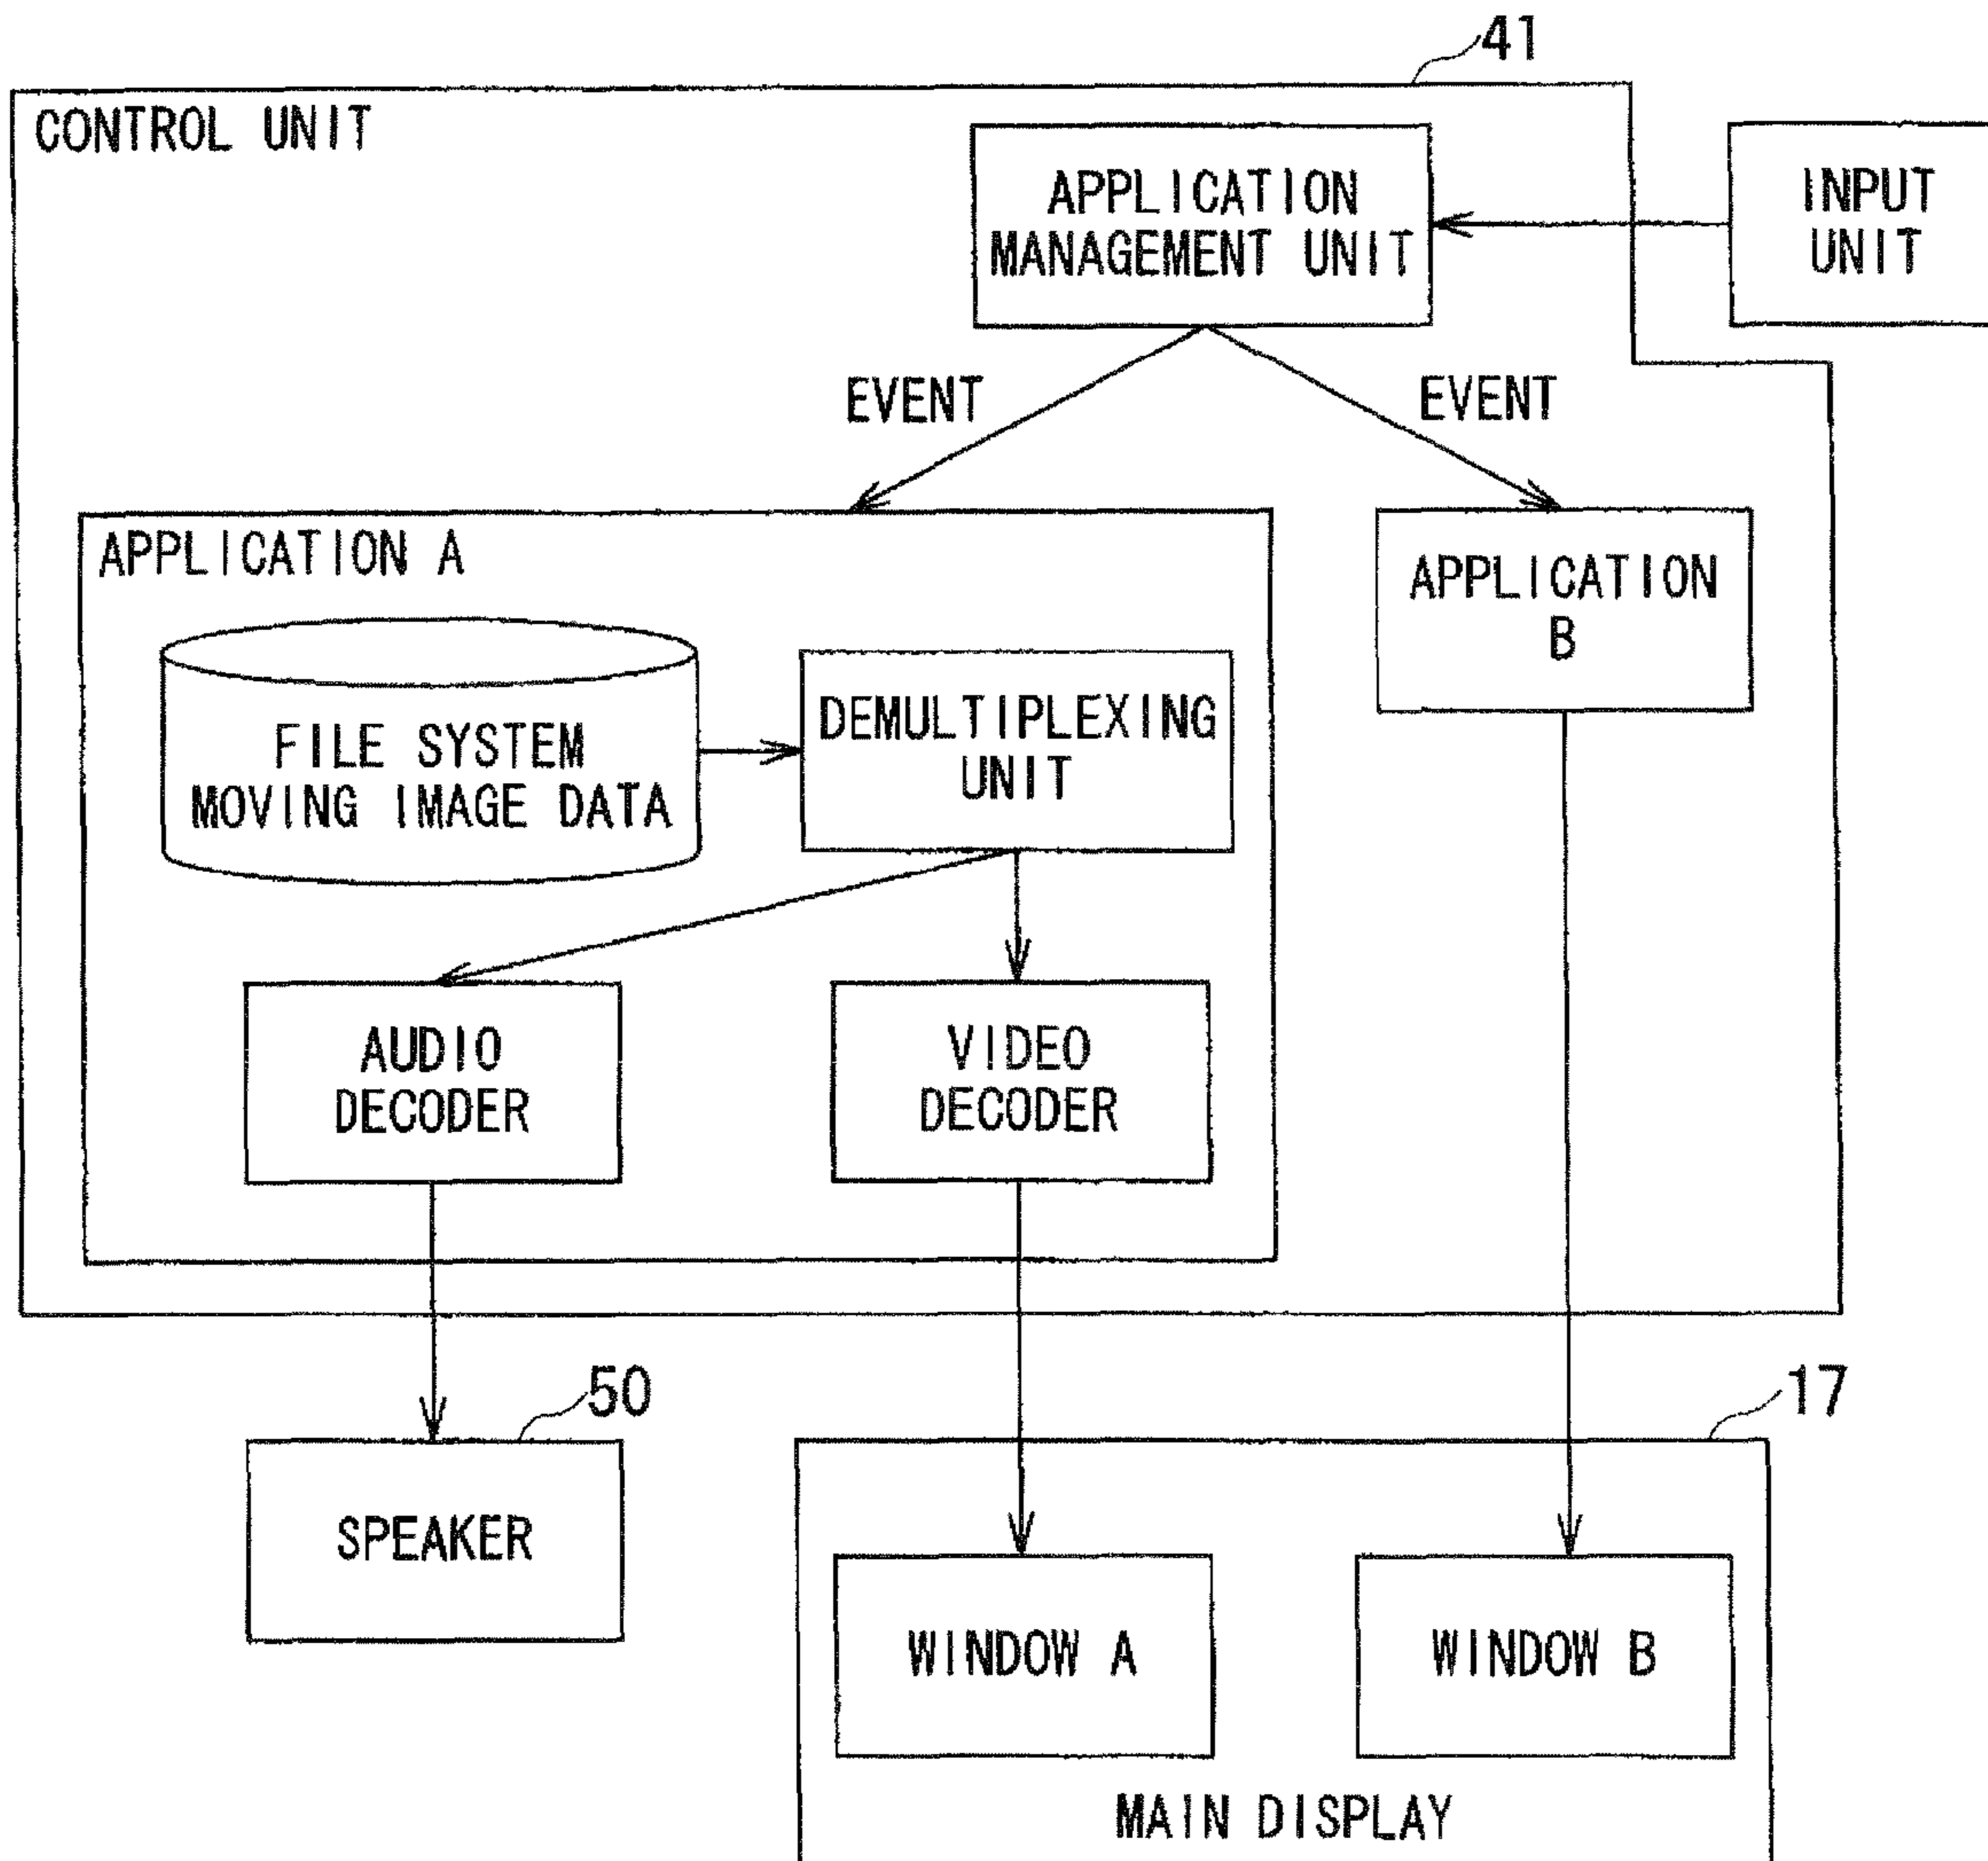 41
CONTROL UNIT
APPLICATION
MANAGEMENT UNIT
INPUT
UNIT
EVENT
EVENT
APPLICATION A
APPLICATION
B
FILE SYSTEM
MOVING IMAGE DATA
DEMULTIPLEXING
UNIT
AUDIO
DECODER
VIDEO
DECODER
50
17
SPEAKER
WINDOW A
WINDOW B
MAIN DISPLAY